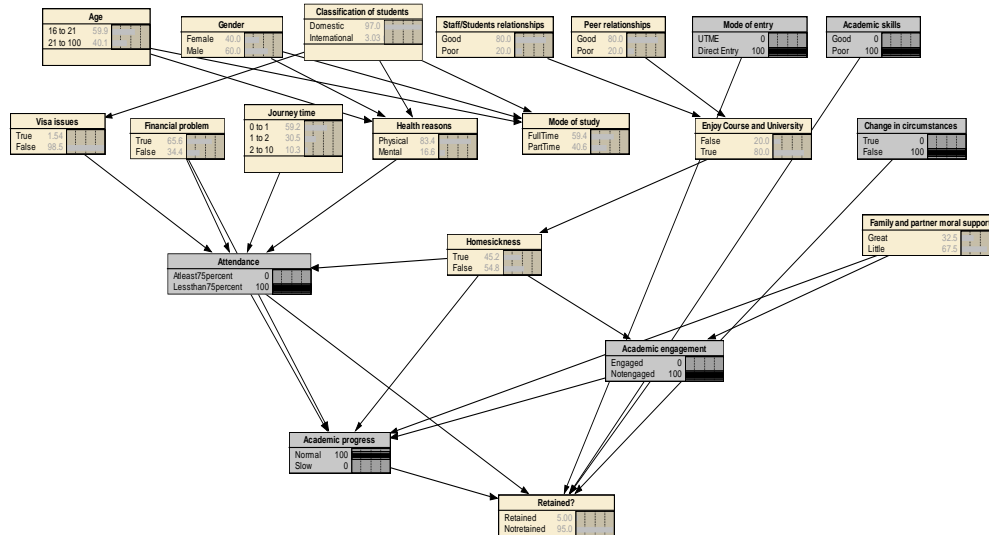 Age
16 to 21 59.9
21 to 100 40.1
Gender
Female 40.0
Male 60.0
Classification of students
Domestic 97.0
International 3.03
Staff/Students relationships
Good 80.0
Poor 20.0
Peer relationships
Good 80.0
Poor 20.0
Mode of entry
UTME 0
Direct Entry 100
Academic skills
Good 0
Poor 100
Visa issues
True 1.54
False 98.5
Financial problem
True 65.6
False 34.4
Journey time
0 to 1 59.2
1 to 2 30.5
2 to 10 10.3
Health reasons
Physical 83.4
Mental 16.6
Mode of study
FullTime 59.4
PartTime 40.6
Enjoy Course and University
False 20.0
True 80.0
Change in circumstances
True 0
False 100
Family and partner moral support
Great 32.5
Little 67.5
Attendance
Atleast75percent 0
Lessthan75percent 100
Homesickness
True 45.2
False 54.8
Academic engagement
Engaged 0
Notengaged 100
Academic progress
Normal 100
Slow 0
Retained?
Retained 5.00
Notretained 95.0